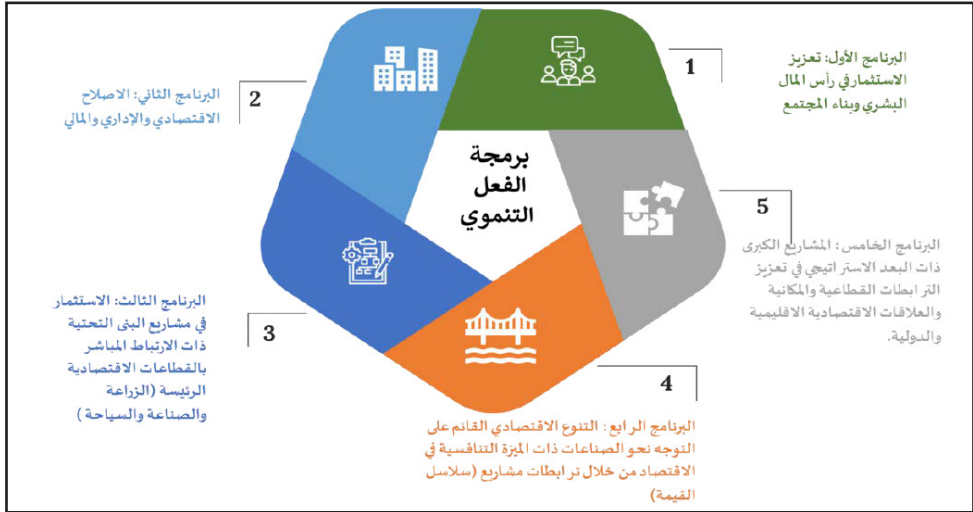 برمجة
الفعل
التنموي
1
البرنامج الأول: تعزيز
الاستثمار في رأس المال
البشري وبناء المجتمع
2
البرنامج الثاني: الاصلاح
الاقتصادي والإداري والمالي
3
البرنامج الثالث: الاستثمار
في مشاريع البنى التحتية
ذات الارتباط المباشر
بالقطاعات الاقتصادية
الرئيسة (الزراعة
والصناعة والسياحة)
4
البرنامج الرابع: التنوع الاقتصادي القائم على
التوجه نحو الصناعات ذات الميزة التنافسية في
الاقتصاد من خلال ترابطات مشاريع (سلاسل
القيمة)
5
البرنامج الخامس: المشاريع الكبرى
ذات البعد الاستراتيجي في تعزيز
الترابطات القطاعية والمكانية
والعلاقات الاقتصادية الاقليمية
والدولية.